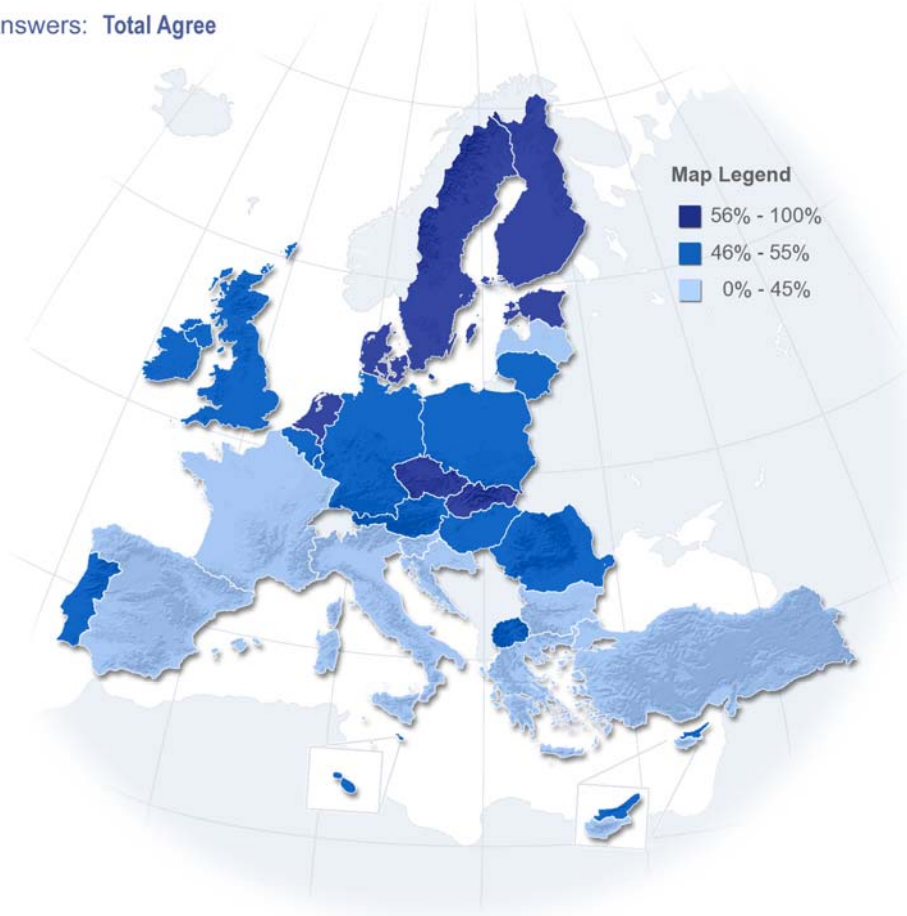 nswers: Total Agree
Map Legend
56% - 100%
46% - 55%
0% - 45%